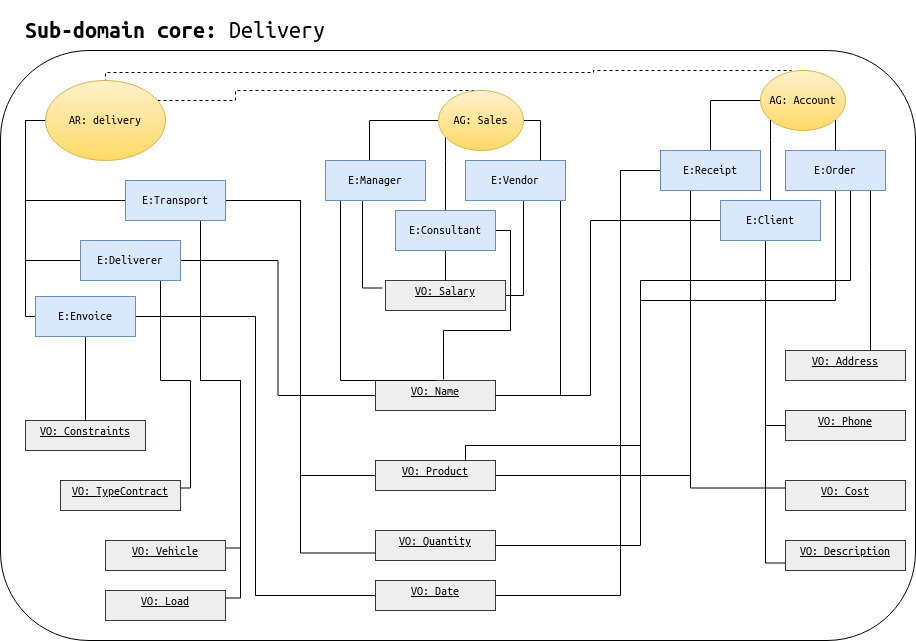 Sub-domain core: Delivery
AR: delivery
AG: Sales
AG: Account
E:Manager
E:Vendor
E:Receipt
E:Order
E:Transport
E:Consultant
E:Client
E:Deliverer
E:Envoice
VO: Salary
VO: Address
VO: Name
VO: Phone
VO: Constraints
VO: Product
VO: TypeContract
VO: Cost
VO: Quantity
VO: Vehicle
VO: Description
VO: Date
VO: Load